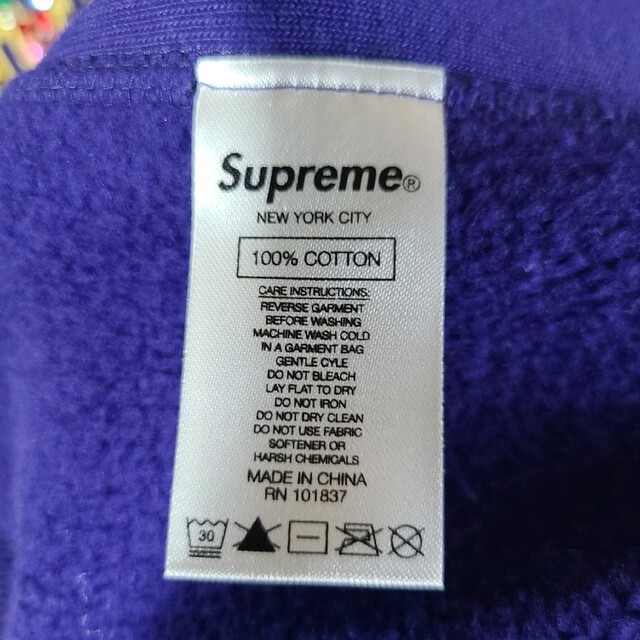 Supreme®
NEW YORK CITY
100% COTTON
CARE INSTRUCTIONS:
REVERSE GARMENT
BEFORE WASHING
MACHINE WASH COLD
IN A GARMENT BAG
GENTLE CYLE
DO NOT BLEACH
LAY FLAT TO DRY
DO NOT IRON
DO NOT DRY CLEAN
DO NOT USE FABRIC
SOFTENER OR
HARSH CHEMICALS
MADE IN CHINA
RN 101837
30